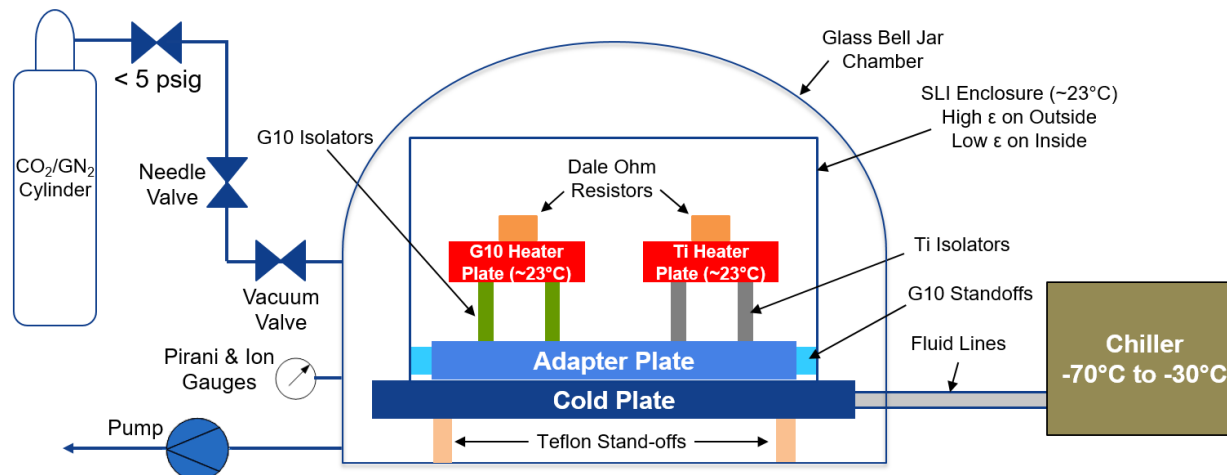 < 5 psig
CO₂/GN₂
Cylinder
Needle
Valve
Vacuum
Valve
Pirani & Ion
Gauges
Pump
Glass Bell Jar
Chamber
SLI Enclosure (~23°C)
High ε on Outside
Low ε on Inside
G10 Isolators
Dale Ohm
Resistors
G10 Heater
Plate (~23°C)
Ti Heater
Plate (~23°C)
Ti Isolators
G10 Standoffs
Adapter Plate
Cold Plate
Fluid Lines
Chiller
-70°C to -30°C
Teflon Stand-offs